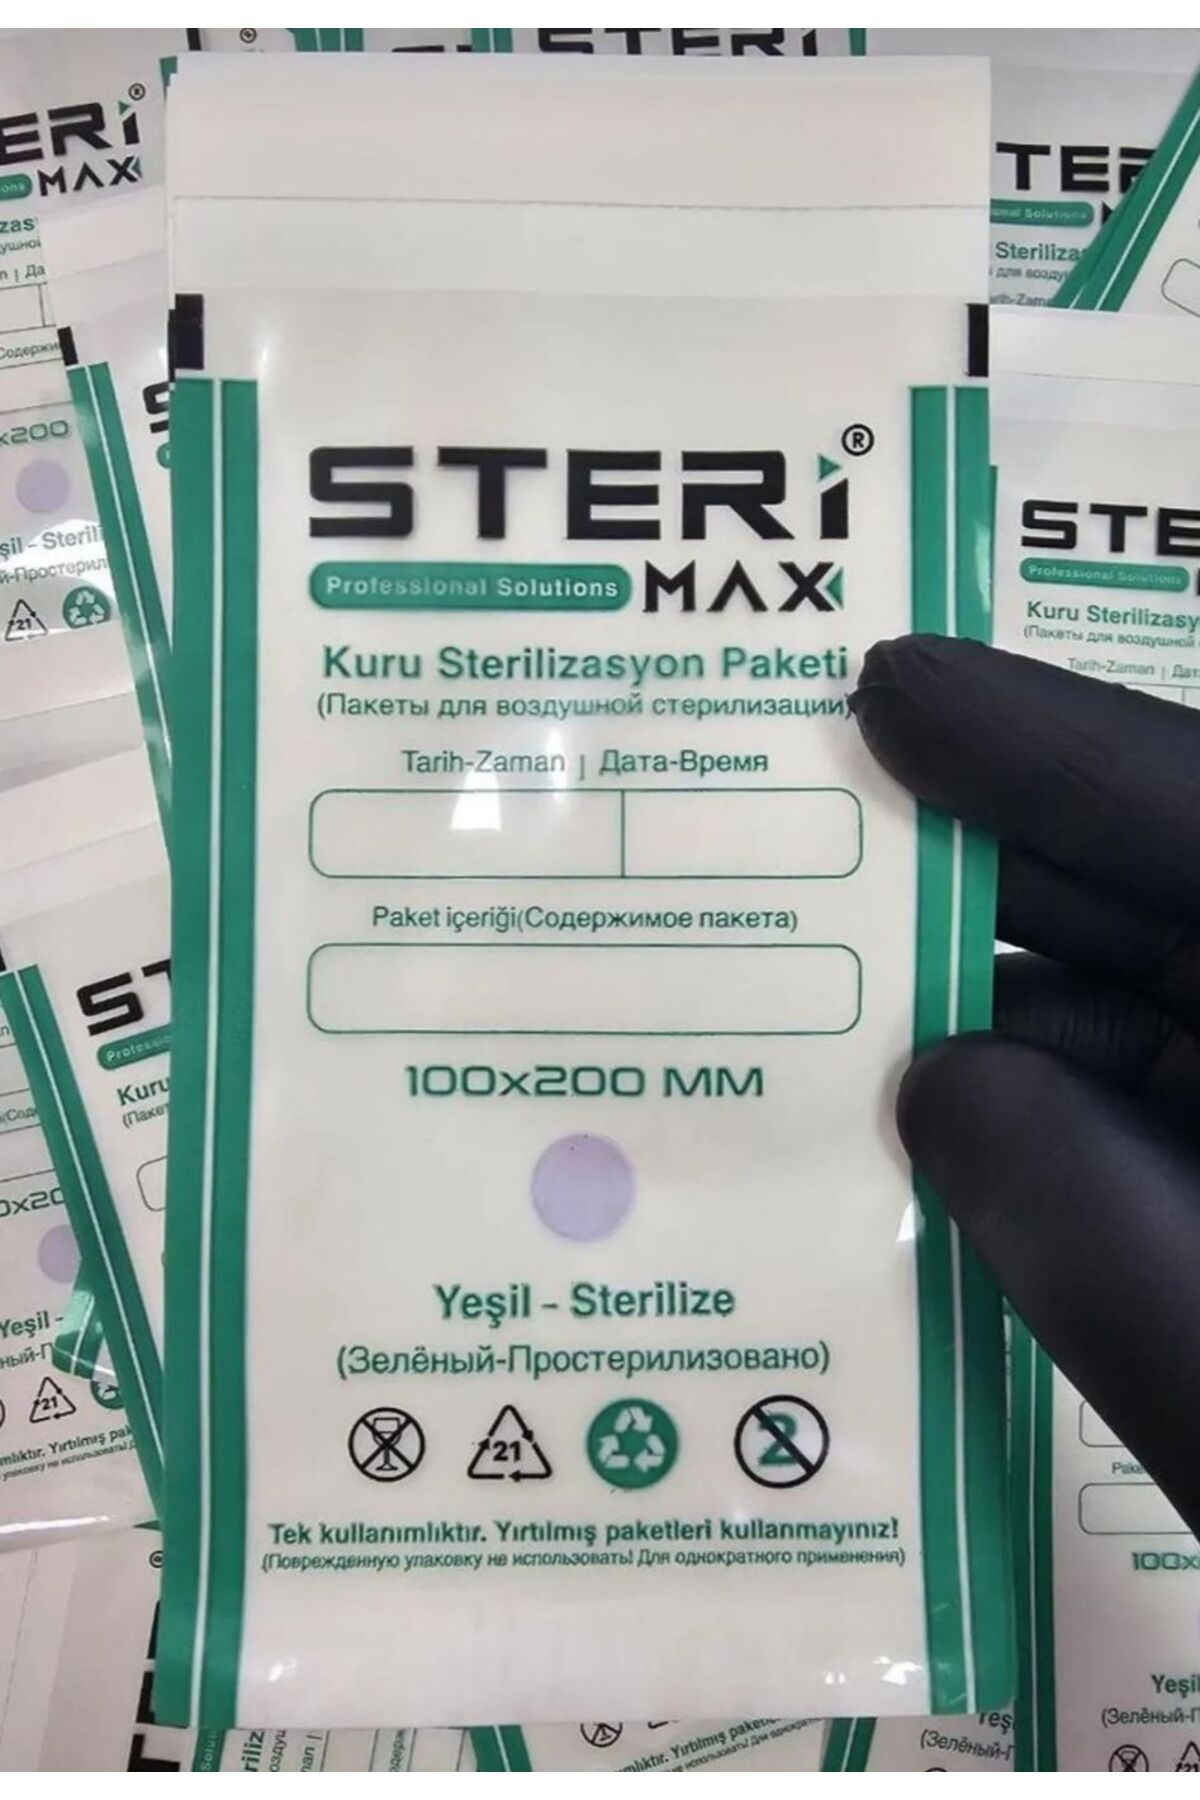 STERi®
Professional Solutions MAX
Kuru Sterilizasyon Paketi
(Пакеты для воздушной стерилизации)
Tarih-Zaman | Дата-Время
Paket içeriği(Содержимое пакета)
100x200 MM
Yeşil - Sterilize
(Зелёный-Простерилизовано)
21
2
Tek kullanımlıktır. Yırtılmış paketleri kullanmayınız!
(Повреждённую упаковку не использовать! Для однократного применения)